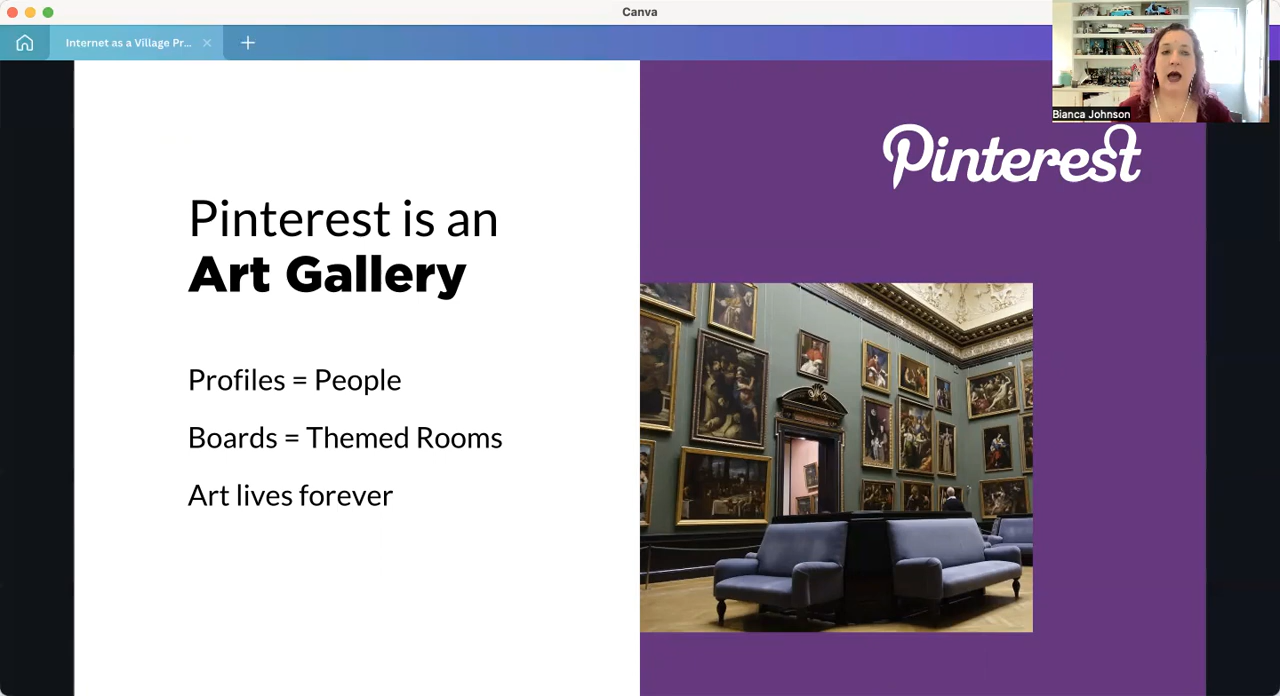 Canva
Internet as a Village Pr...
Bianca Johnson
Pinterest
Pinterest is an
Art Gallery
Profiles = People
Boards = Themed Rooms
Art lives forever